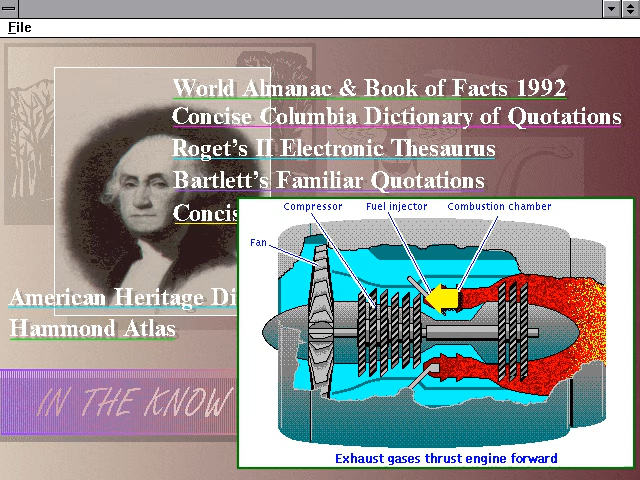 File
World Almanac & Book of Facts 1992
Concise Columbia Dictionary of Quotations
Roget's II Electronic Thesaurus
Bartlett's Familiar Quotations
Concis
American Heritage Di
Hammond Atlas
IN THE KNOW
Compressor Fuel injector Combustion chamber
Fan
Exhaust gases thrust engine forward